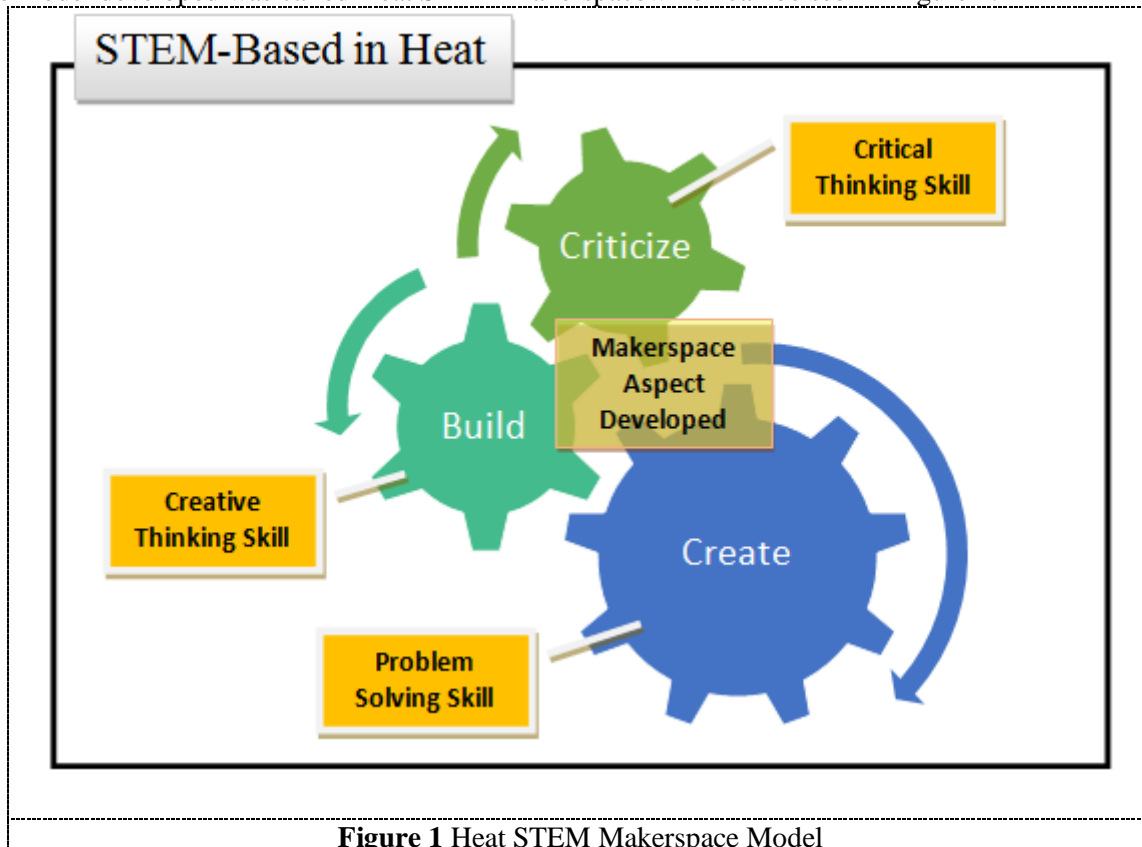 STEM-Based in Heat
Critical
Thinking Skill
Criticize
Makerspace
Aspect
Developed
Build
Creative
Thinking Skill
Create
Problem
Solving Skill
Figure 1 Heat STEM Makerspace Model